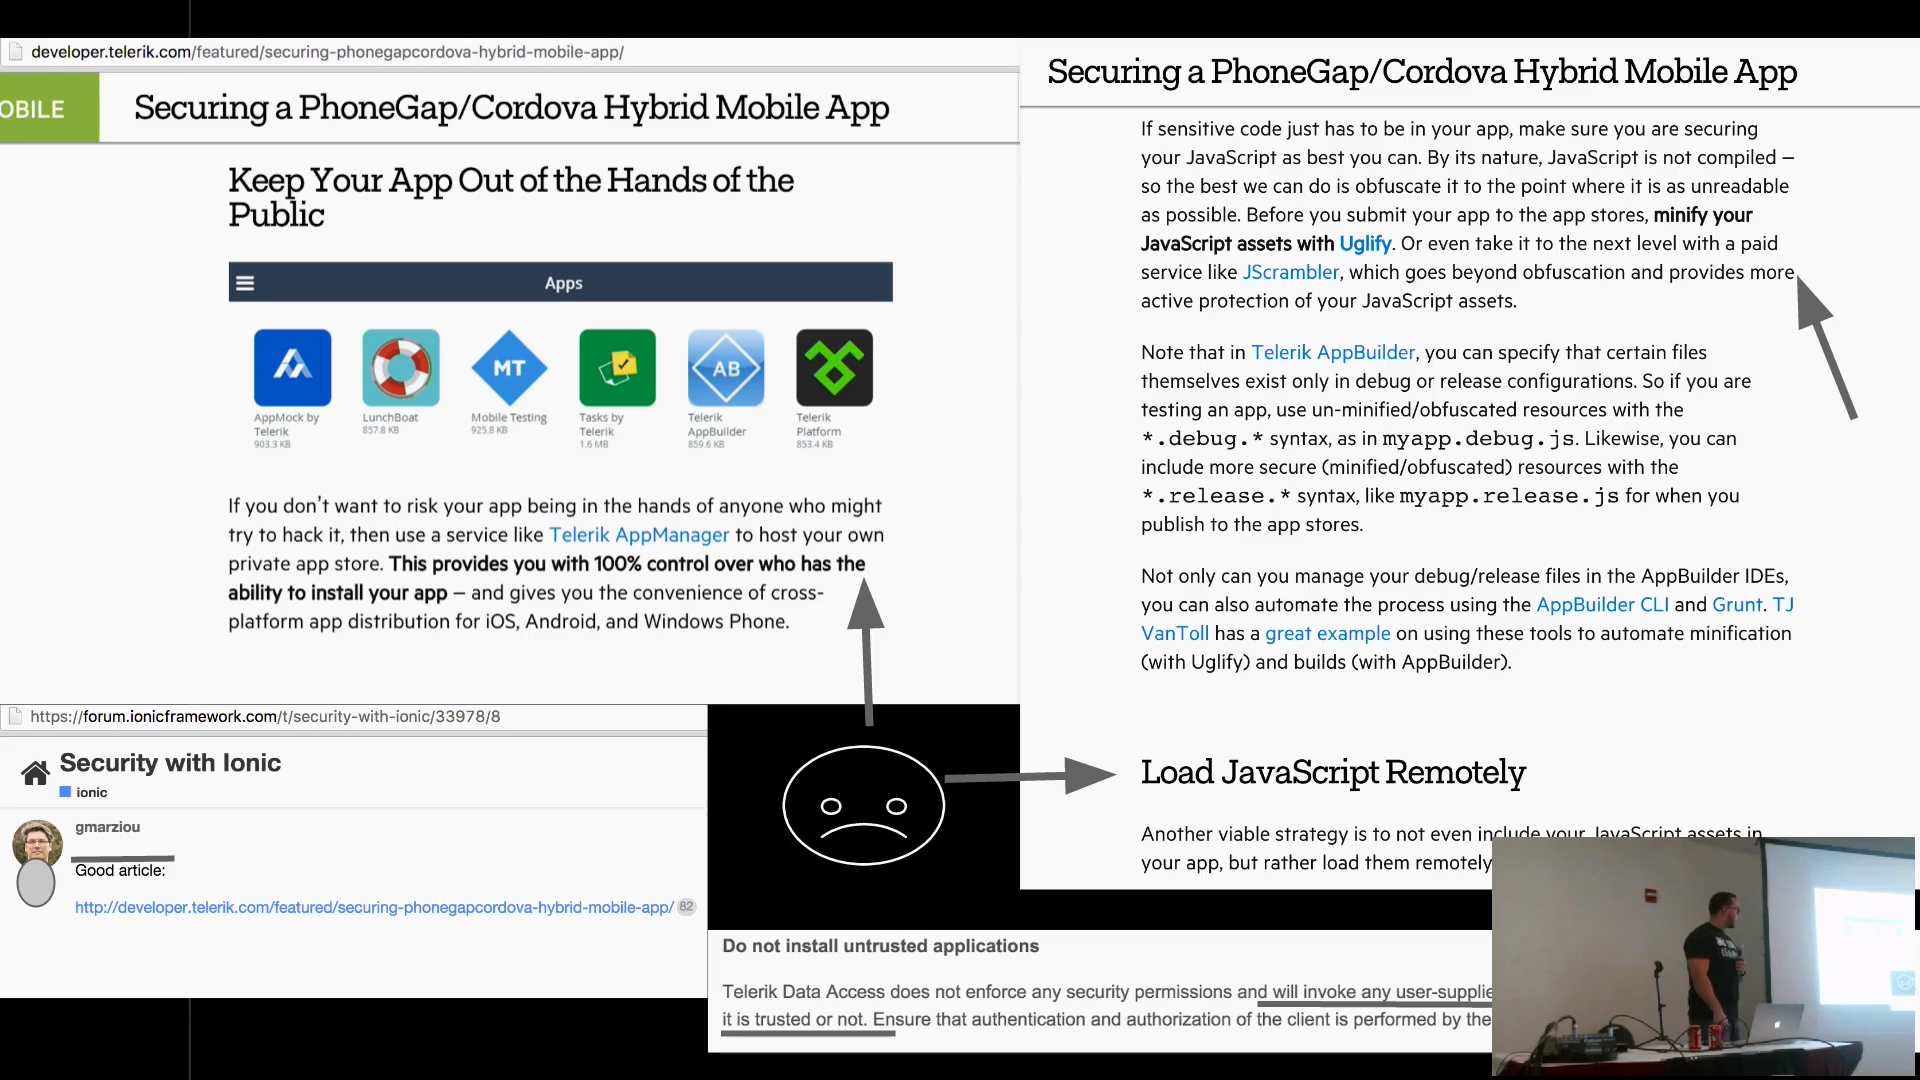 developer.telerik.com/featured/securing-phonegapcordova-hybrid-mobile-app/
OBILE
Securing a PhoneGap/Cordova Hybrid Mobile App
Keep Your App Out of the Hands of the
Public
Apps
MT
AB
AppMock by
Telerik
903.3 KB
LunchBoat
857.8 KB
Mobile Testing
925.8 KB
Tasks by
Telerik
1.6 MB
Telerik
AppBuilder
859.6 KB
Telerik
Platform
853.4 KB
If you don't want to risk your app being in the hands of anyone who might
try to hack it, then use a service like Telerik AppManager to host your own
private app store. This provides you with 100% control over who has the
ability to install your app – and gives you the convenience of cross-
platform app distribution for iOS, Android, and Windows Phone.
Securing a PhoneGap/Cordova Hybrid Mobile App
If sensitive code just has to be in your app, make sure you are securing
your JavaScript as best you can. By its nature, JavaScript is not compiled –
so the best we can do is obfuscate it to the point where it is as unreadable
as possible. Before you submit your app to the app stores, minify your
JavaScript assets with Uglify. Or even take it to the next level with a paid
service like JScrambler, which goes beyond obfuscation and provides more
active protection of your JavaScript assets.
Note that in Telerik AppBuilder, you can specify that certain files
themselves exist only in debug or release configurations. So if you are
testing an app, use un-minified/obfuscated resources with the
*.debug.* syntax, as in myapp.debug.js. Likewise, you can
include more secure (minified/obfuscated) resources with the
*.release.* syntax, like myapp.release.js for when you
publish to the app stores.
Not only can you manage your debug/release files in the AppBuilder IDEs,
you can also automate the process using the AppBuilder CLI and Grunt. TJ
VanToll has a great example on using these tools to automate minification
(with Uglify) and builds (with AppBuilder).
Load JavaScript Remotely
Another viable strategy is to not even include your JavaScript assets in
your app, but rather load them remotely
https://forum.ionicframework.com/t/security-with-ionic/33978/8
Security with Ionic
ionic
gmarziou
Good article:
http://developer.telerik.com/featured/securing-phonegapcordova-hybrid-mobile-app/ 82
Do not install untrusted applications
Telerik Data Access does not enforce any security permissions and will invoke any user-supplie
it is trusted or not. Ensure that authentication and authorization of the client is performed by the